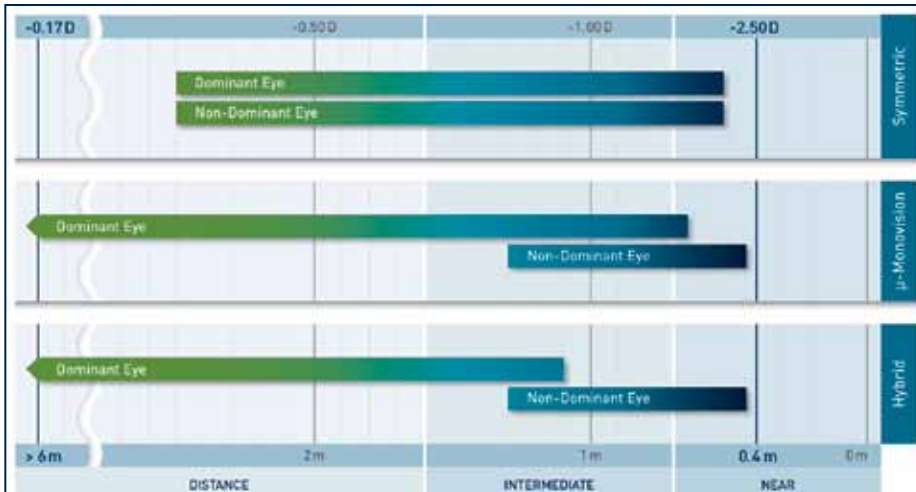 -0.17D -0.50D -1.00D -2.50D
Dominant Eye
Non-Dominant Eye
Symmetric
Dominant Eye
Non-Dominant Eye
µ-Monovision
Dominant Eye
Non-Dominant Eye
Hybrid
> 6m 2m 1m 0.4 m 0m
DISTANCE INTERMEDIATE NEAR